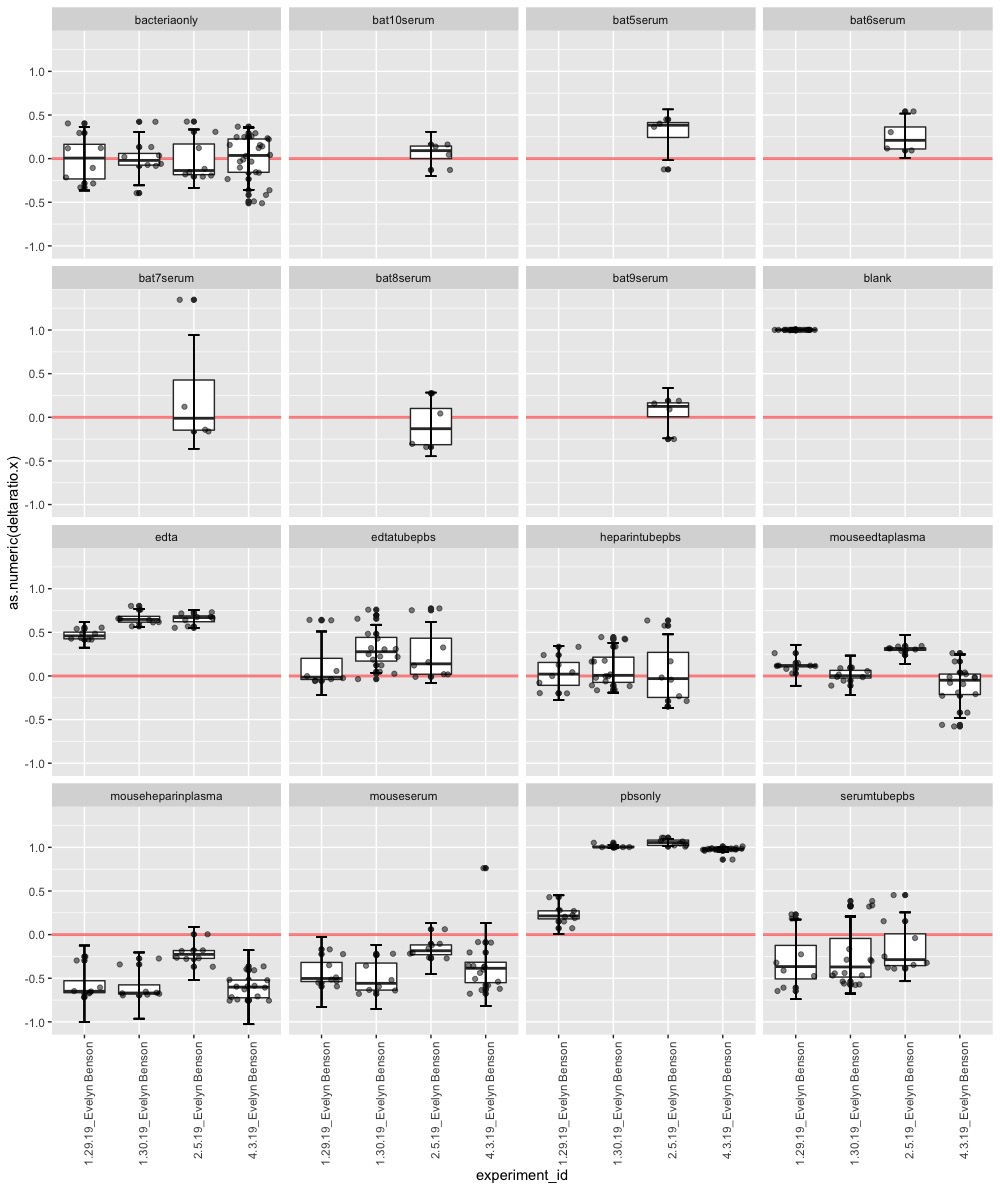 bacteriaonly bat10serum bat5serum bat6serum
1.0
0.5
0.0
-0.5
-1.0
bat7serum bat8serum bat9serum blank
1.0
0.5
0.0
-0.5
-1.0
edta edtatubepbs heparintubepbs mouseedtaplasma
1.0
0.5
0.0
-0.5
-1.0
mouseheparinplasma mouseserum pbsonly serumtubepbs
1.0
0.5
0.0
-0.5
-1.0
as.numeric(deltaratio.x)
1.29.19_Evelyn Benson
1.30.19_Evelyn Benson
2.5.19_Evelyn Benson
4.3.19_Evelyn Benson
1.29.19_Evelyn Benson
1.30.19_Evelyn Benson
2.5.19_Evelyn Benson
4.3.19_Evelyn Benson
1.29.19_Evelyn Benson
1.30.19_Evelyn Benson
2.5.19_Evelyn Benson
4.3.19_Evelyn Benson
1.29.19_Evelyn Benson
1.30.19_Evelyn Benson
2.5.19_Evelyn Benson
4.3.19_Evelyn Benson
experiment_id